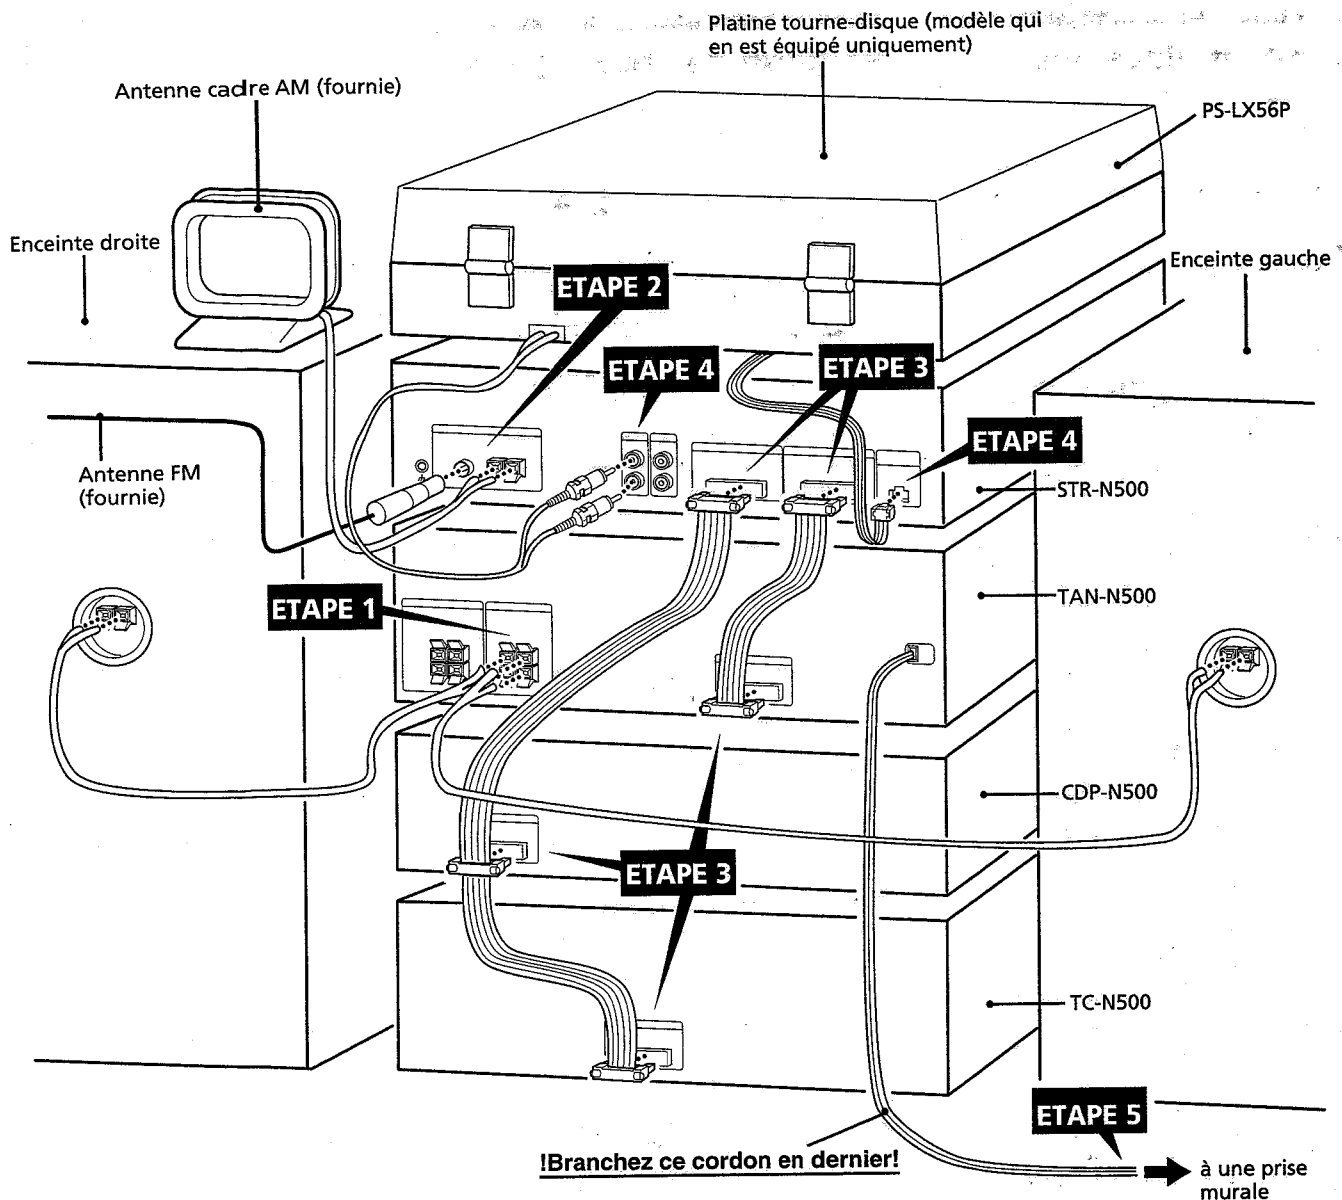 Platine tourne-disque (modèle qui
en est équipé uniquement)
Antenne cadre AM (fournie)
PS-LX56P
Enceinte droite
Enceinte gauche
ETAPE 2
ETAPE 4
ETAPE 3
ETAPE 4
Antenne FM
(fournie)
STR-N500
ETAPE 1
TAN-N500
CDP-N500
ETAPE 3
TC-N500
ETAPE 5
!Branchez ce cordon en dernier!
à une prise
murale